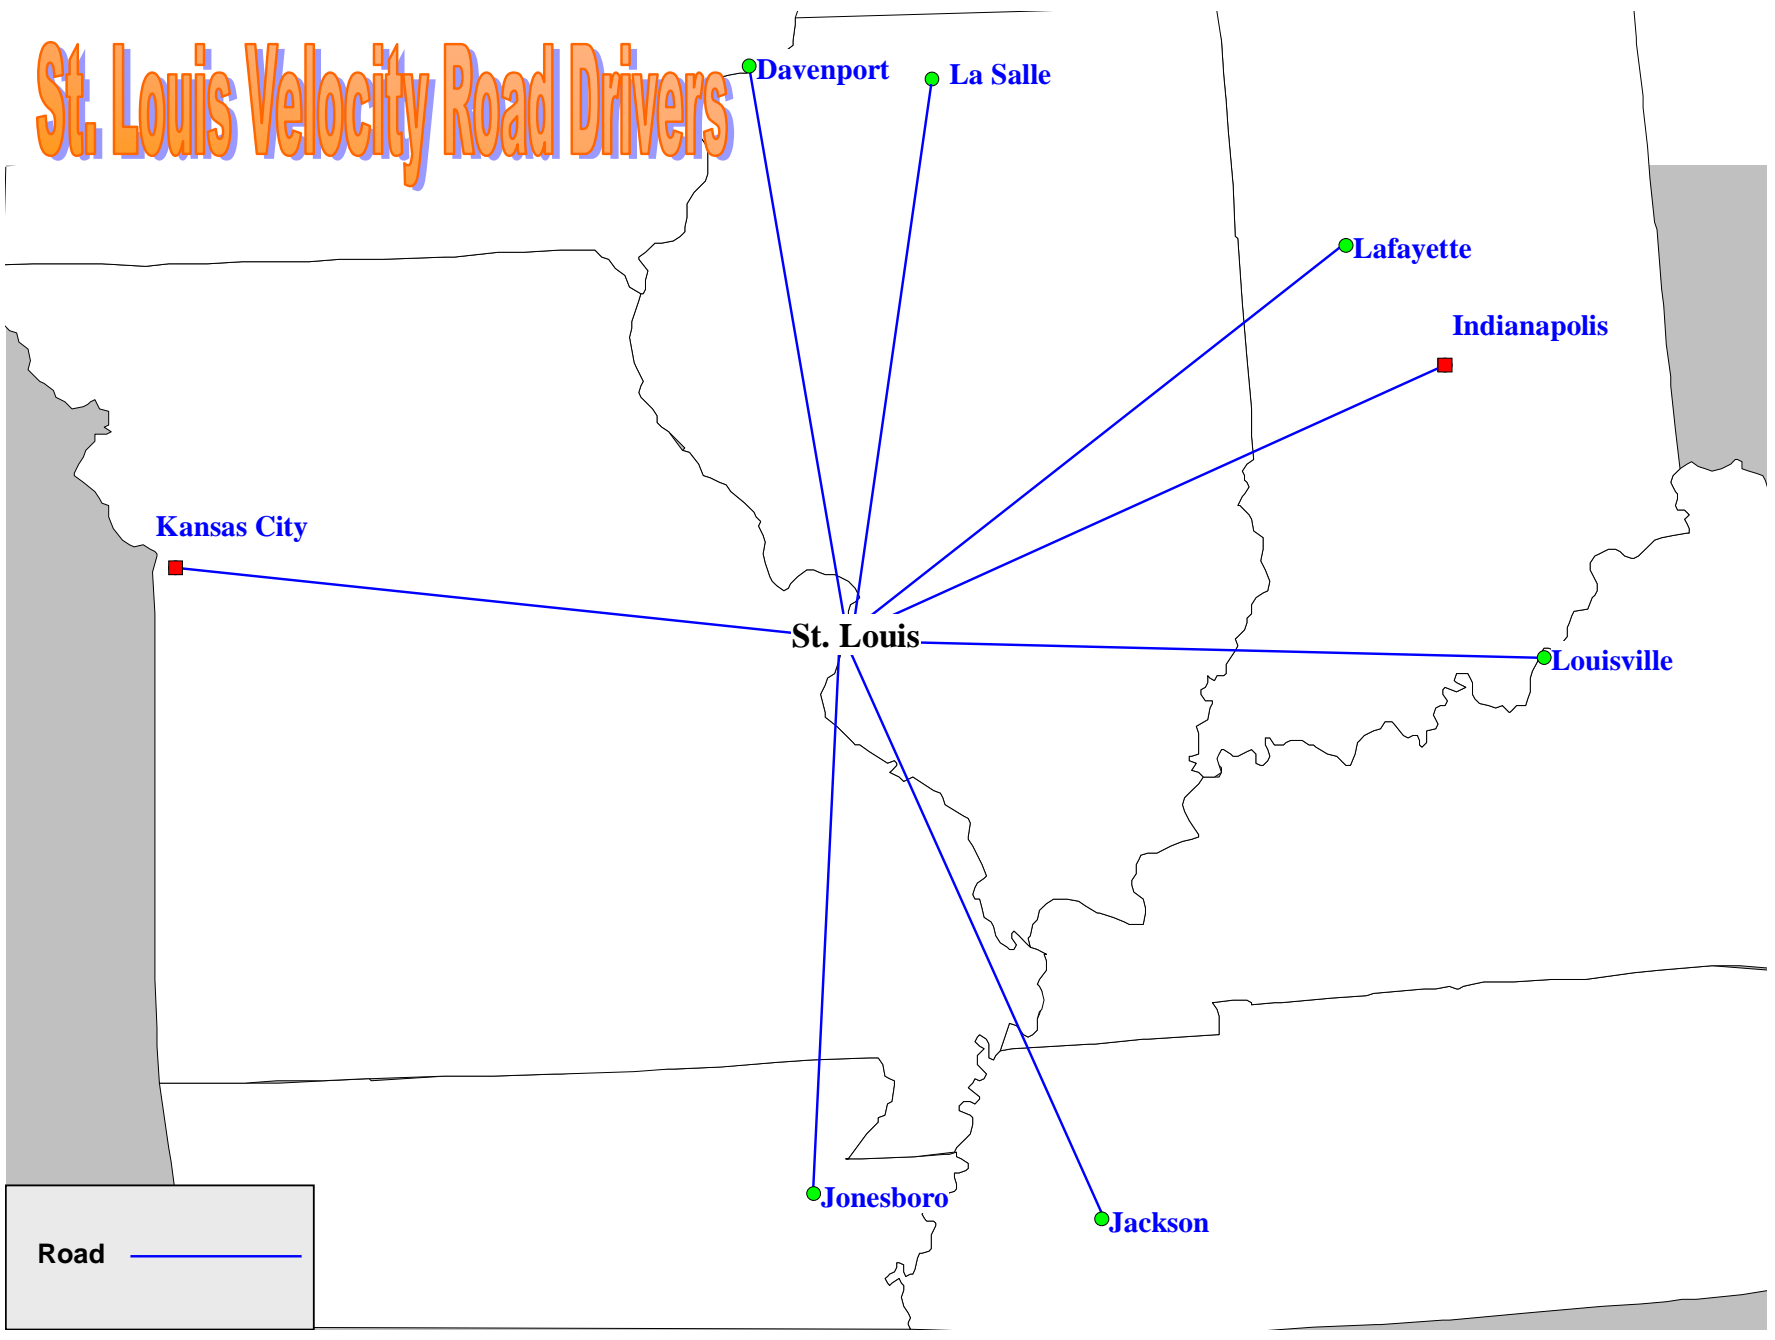 St. Louis Velocity Road Drivers
Davenport
La Salle
Lafayette
Indianapolis
Kansas City
St. Louis
Louisville
Jonesboro
Jackson
Road